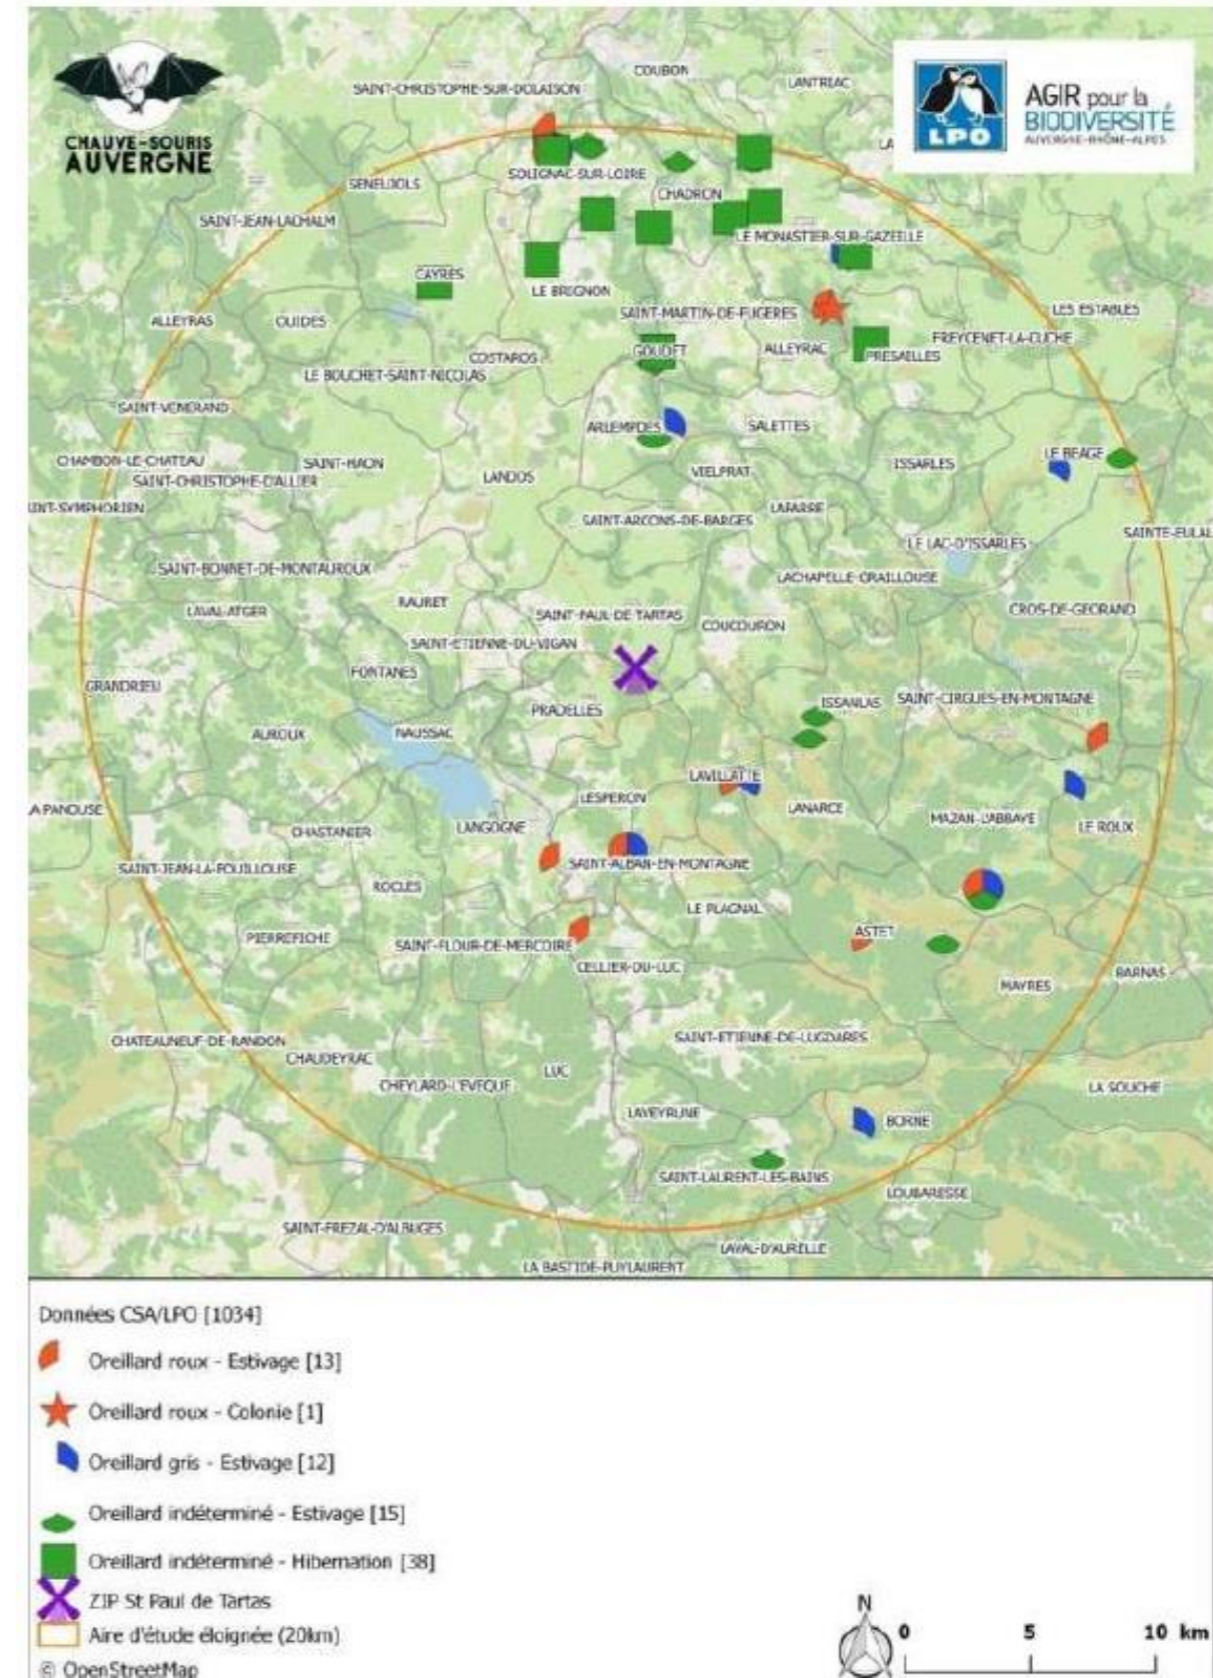 COUBON
LANTRIAC
SAINT-CHRISTOPHE-SUR-DOLAISON
CHAUVE-SOURIS
AUVERGNE
LPO
AGIR pour la
BIODIVERSITÉ
AUVERGNE-RHÔNE-ALPES
LA
SOLIGNAC-SUR-LOIRE
SENEUJOLS
CHADRON
SAINT-JEAN-LACHALM
LE MONASTIER-SUR-GAZEILLE
CAYRES
LE BRIGNON
SAINT-MARTIN-DE-FUGERES
LES ESTABLES
ALLEYRAS
OUIDES
FREYCENET-LA-CUCHE
COSTAROS
GOUDET
ALLEYRAC
PRESAILLES
LE BOUCHET-SAINT-NICOLAS
SAINT-VENERAND
ARLEMPDES
SALETTES
CHAMBON-LE-CHATEAU
SAINT-HAON
LANDOS
VIELPRAT
ISSARLES
LE BEAGE
SAINT-CHRISTOPHE-D'ALLIER
INT-SYMPHORIEN
SAINT-ARCONS-DE-BARGES
LAFARRE
SAINTE-EULAL
LE LAC-D'ISSARLES
SAINT-BONNET-DE-MONTAUROUX
LACHAPELLE-GRAILLOUSE
LAVAL-ATGER
RAURET
SAINT-PAUL-DE-TARTAS
COUCOURON
CROS-DE-GEORAND
SAINT-ETIENNE-DU-VIGAN
FONTANES
GRANDRIEU
PRADELLES
ISSANLAS
SAINT-CIRGUES-EN-MONTAGNE
AUROUX
NAUSSAC
LAVILLATTE
LESPERON
LANARCE
A PANOUSE
CHASTANIER
LANGOGNE
MAZAN-L'ABBAYE
LE ROUX
SAINT-JEAN-LA-FOUILLOUSE
SAINT-ALBAN-EN-MONTAGNE
ROCLES
LE PLAGNAL
PIERREFICHE
SAINT-FLOUR-DE-MERCOIRE
ASTET
CELLIER-DU-LUC
BARNAS
MAYRES
CHATEAUNEUF-DE-RANDON
SAINT-ETIENNE-DE-LUGDARES
CHAUDEYRAC
LUC
CHEYLARD-L'EVEQUE
LA SOUCHE
LAVEYRUNE
BORNE
SAINT-LAURENT-LES-BAINS
LOUBARESSE
SAINT-FREZAL-D'ALBUGES
LAVAL-D'AURELLE
LA BASTIDE-PUYLAURENT
Données CSA/LPO [1034]
Oreillard roux - Estivage [13]
Oreillard roux - Colonie [1]
Oreillard gris - Estivage [12]
Oreillard indéterminé - Estivage [15]
Oreillard indéterminé - Hibernation [38]
ZIP St Paul de Tartas
Aire d'étude éloignée (20km)
© OpenStreetMap
N
0 5 10 km